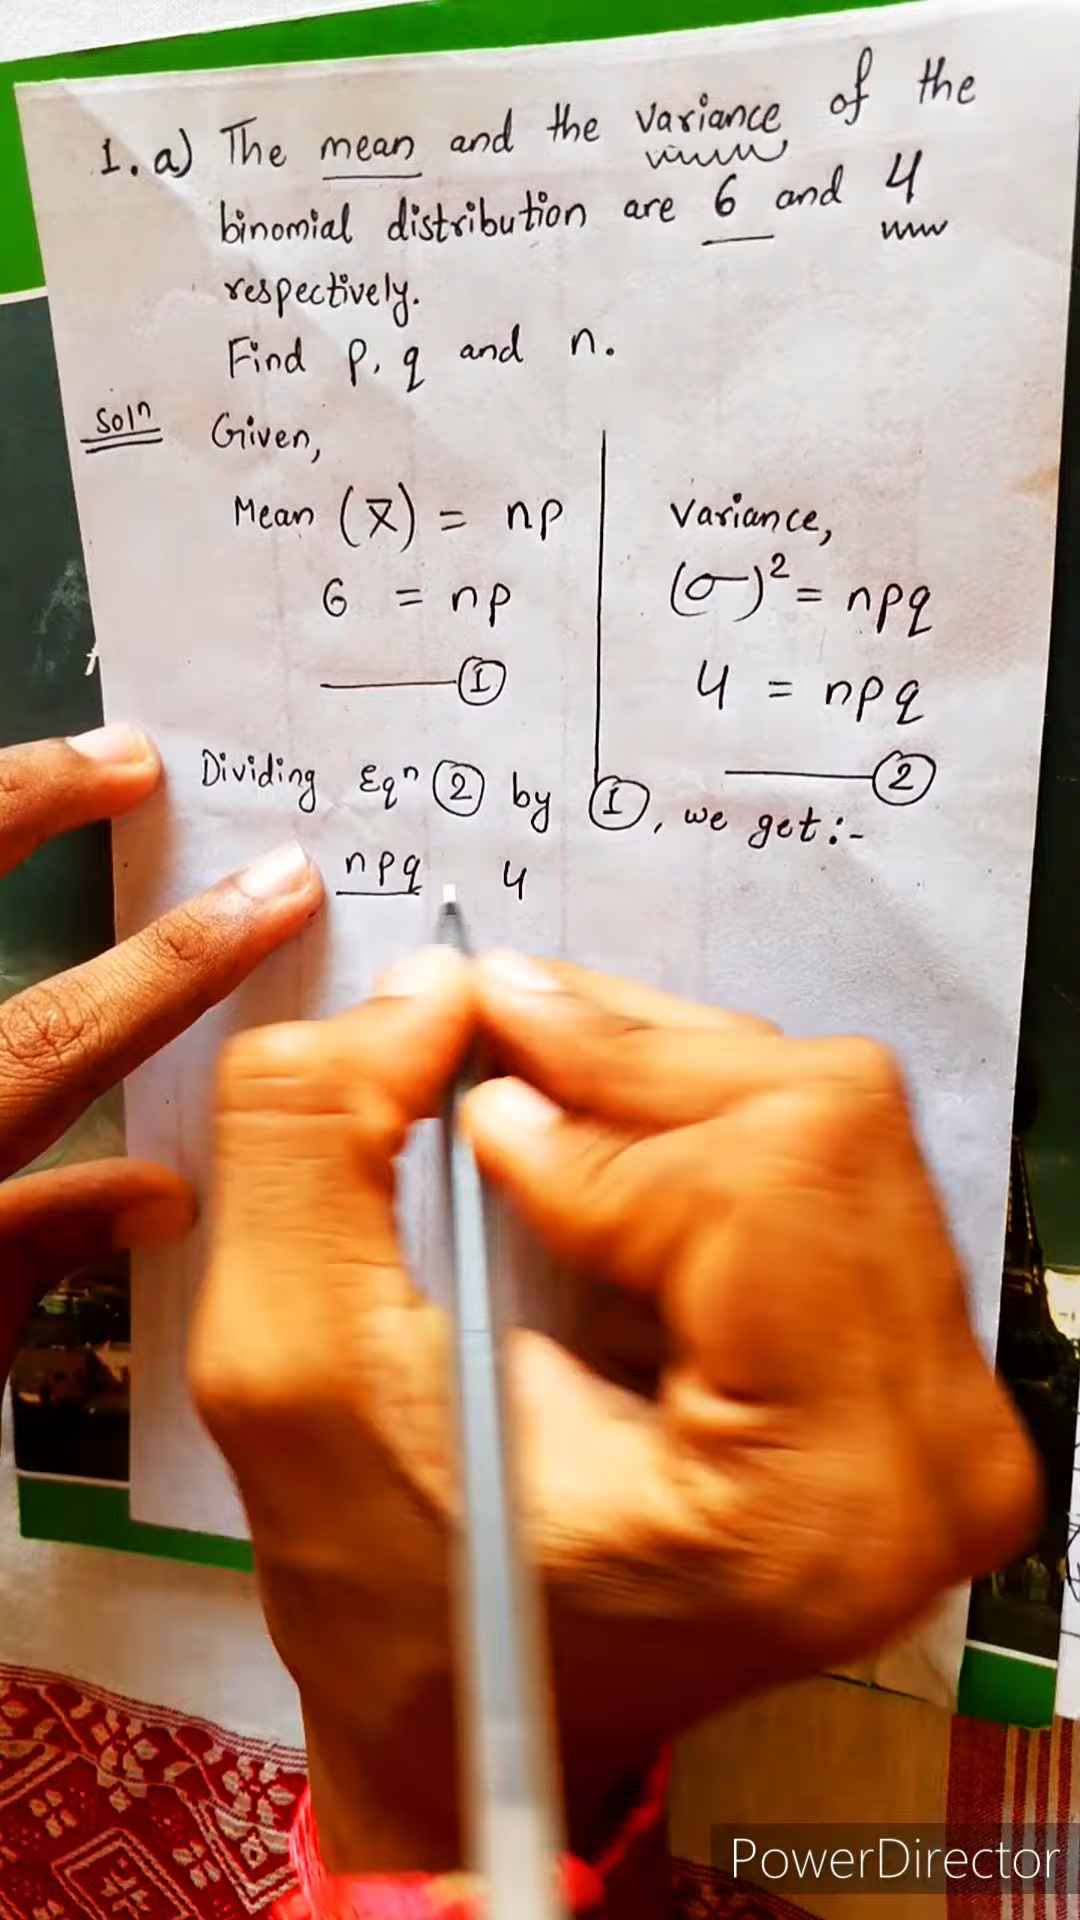 1. a) The mean and the variance of the
binomial distribution are 6 and 4
respectively.
Find p, q and n.
Solⁿ Given,
Mean (x̄) = np
6 = np
①
Variance,
(σ)² = npq
4 = npq
②
Dividing Eqⁿ ② by ①, we get:-
npq 4
PowerDirector